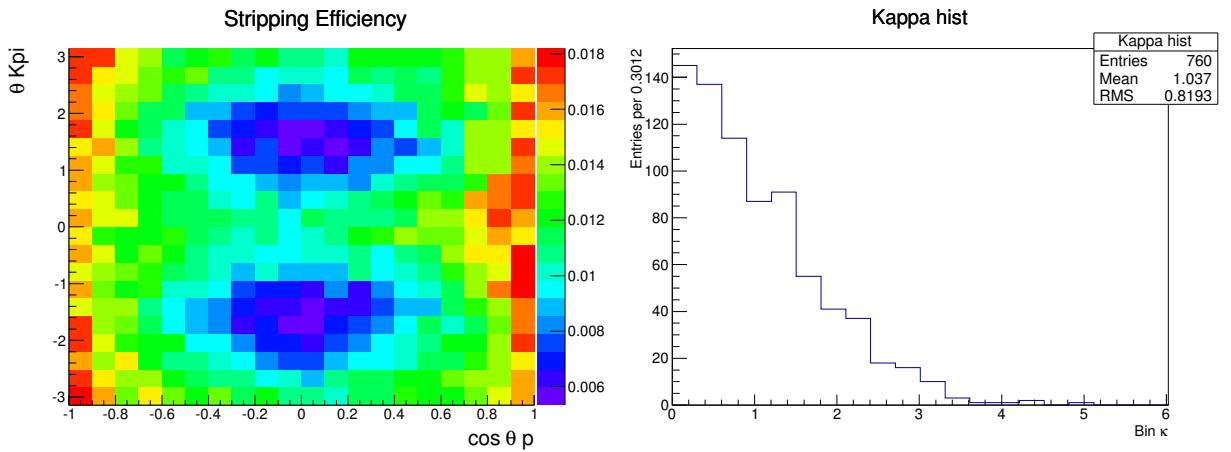 Stripping Efficiency
θ Kpi
3
2
1
0
-1
-2
-3
-1 -0.8 -0.6 -0.4 -0.2 0 0.2 0.4 0.6 0.8 1
cos θ p
0.018
0.016
0.014
0.012
0.01
0.008
0.006
Kappa hist
Kappa hist
Entries 760
Mean 1.037
RMS 0.8193
Entries per 0.3012
140
120
100
80
60
40
20
0
0 1 2 3 4 5 6
Bin κ